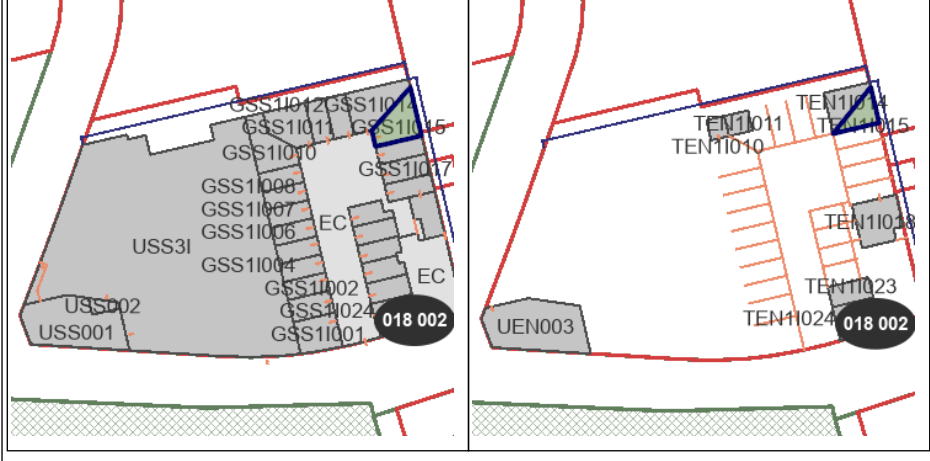 GSS1I012
GSS1I014
GSS1I011
GSS1I015
GSS1I010
GSS1I017
GSS1I008
GSS1I007
EC
GSS1I006
USS3I
GSS1I004
EC
GSS1I002
USS002
GSS1I024
018 002
USS001
GSS1I001
TEN1I014
TEN1I011
TEN1I015
TEN1I010
TEN1I018
TEN1I023
TEN1I024
018 002
UEN003